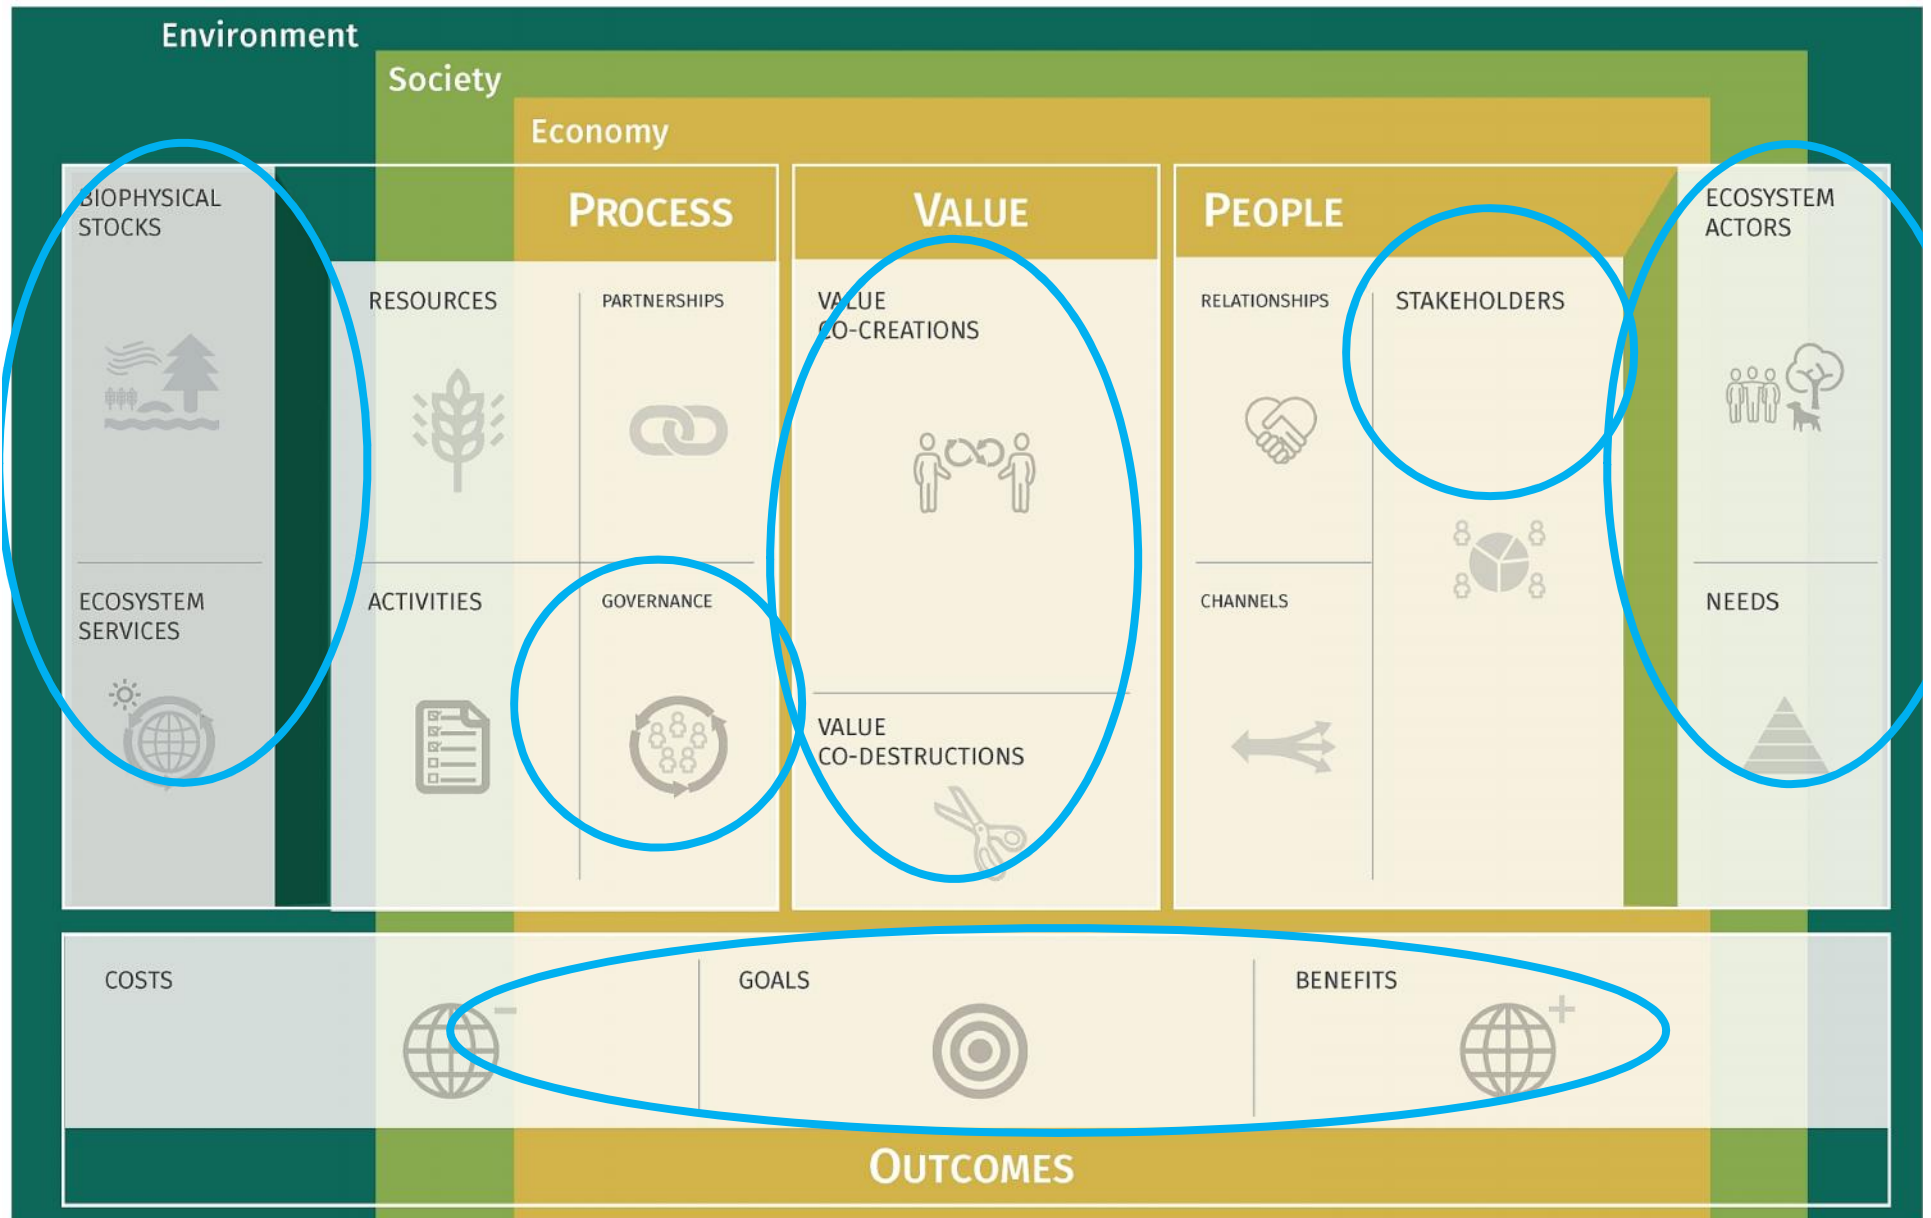 Environment
Society
Economy
PROCESS
VALUE
PEOPLE
BIOPHYSICAL
STOCKS
ECOSYSTEM
SERVICES
RESOURCES
PARTNERSHIPS
ACTIVITIES
GOVERNANCE
VALUE
CO-CREATIONS
VALUE
CO-DESTRUCTIONS
RELATIONSHIPS
STAKEHOLDERS
CHANNELS
ECOSYSTEM
ACTORS
NEEDS
COSTS
GOALS
BENEFITS
OUTCOMES